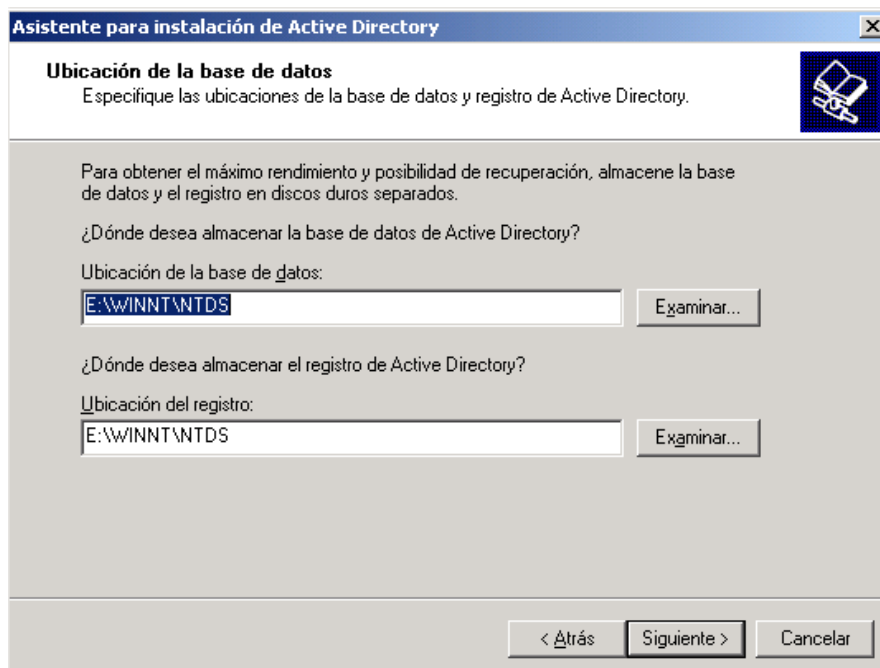 Asistente para instalación de Active Directory
Ubicación de la base de datos
Especifique las ubicaciones de la base de datos y registro de Active Directory.
Para obtener el máximo rendimiento y posibilidad de recuperación, almacene la base
de datos y el registro en discos duros separados.
¿Dónde desea almacenar la base de datos de Active Directory?
Ubicación de la base de datos:
E:\WINNT\NTDS
Examinar...
¿Dónde desea almacenar el registro de Active Directory?
Ubicación del registro:
E:\WINNT\NTDS
Examinar...
< Atrás
Siguiente >
Cancelar